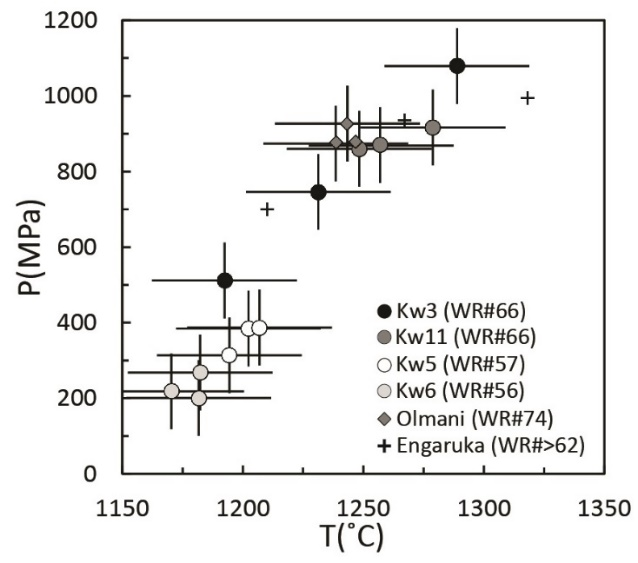 1200
1000
800
600
400
200
0
P(MPa)
Kw3 (WR#66)
Kw11 (WR#66)
Kw5 (WR#57)
Kw6 (WR#56)
Olmani (WR#74)
Engaruka (WR#>62)
1150 1200 1250 1300 1350
T(˚C)